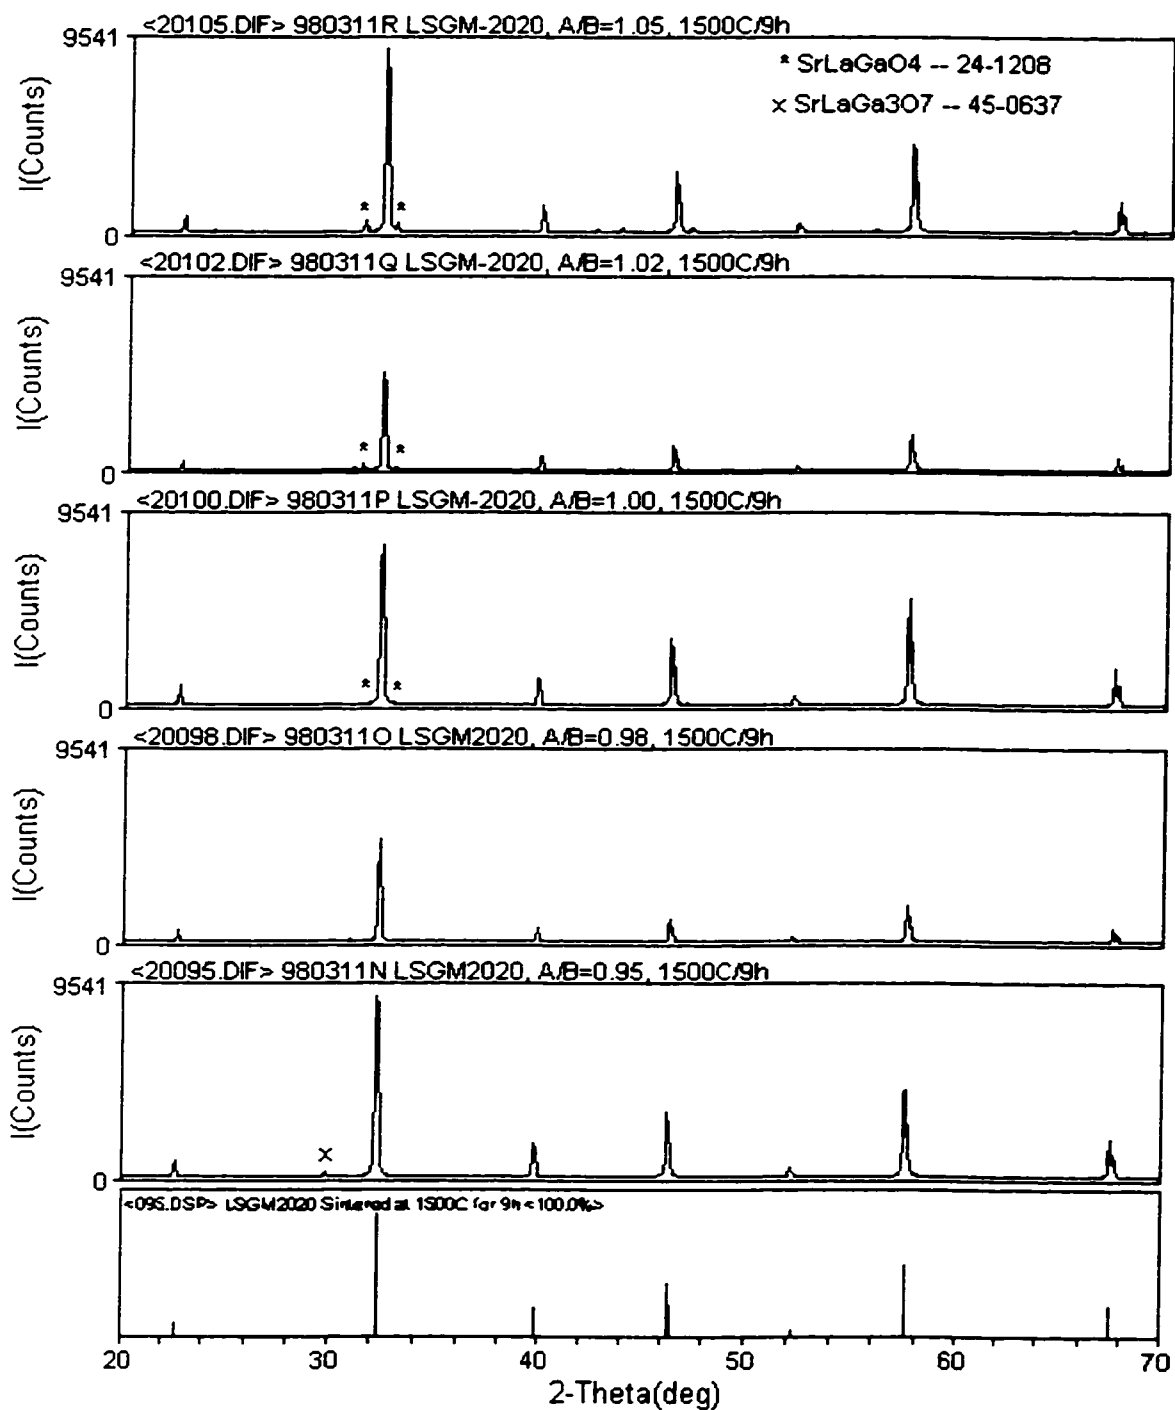 <20105.DIF> 980311R LSGM-2020, A/B=1.05, 1500C/9h
9541
* SrLaGaO4 -- 24-1208
x SrLaGa3O7 -- 45-0637
I(Counts)
0
<20102.DIF> 980311Q LSGM-2020, A/B=1.02, 1500C/9h
9541
I(Counts)
* *
0
<20100.DIF> 980311P LSGM-2020, A/B=1.00, 1500C/9h
9541
I(Counts)
* *
0
<20098.DIF> 980311O LSGM2020, A/B=0.98, 1500C/9h
9541
I(Counts)
0
<20095.DIF> 980311N LSGM2020, A/B=0.95, 1500C/9h
9541
I(Counts)
x
0
<095.DSP> LSGM2020 Sintered at 1500C for 9h <100.0%>
20 30 40 50 60 70
2-Theta(deg)